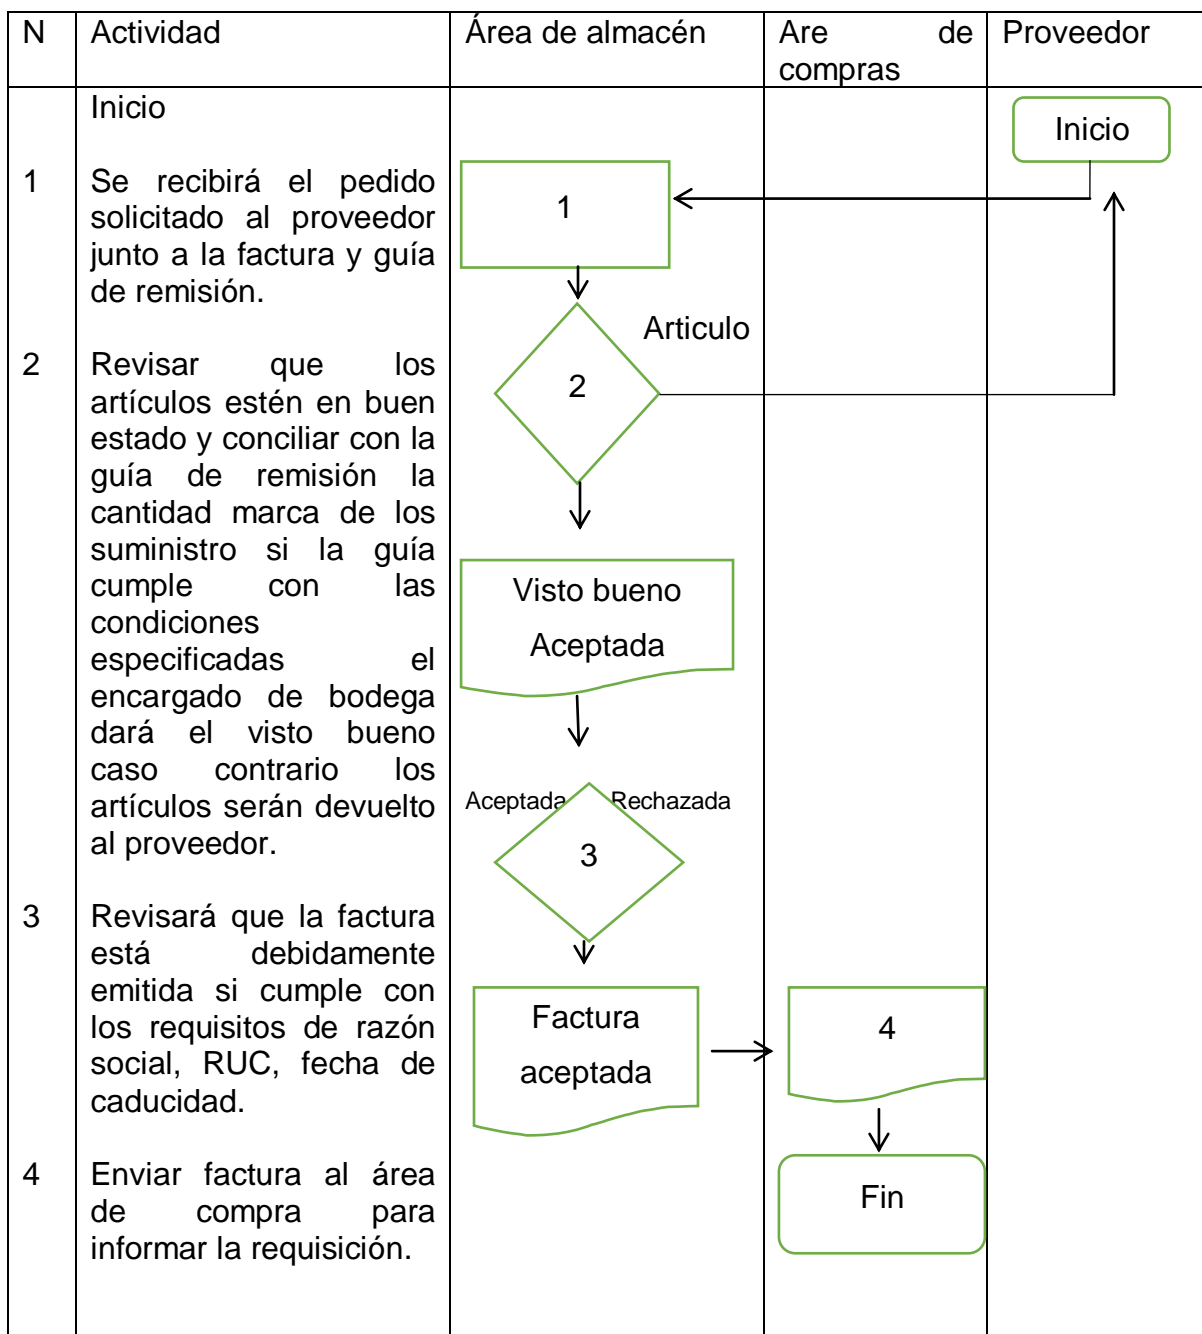 N
Actividad
Área de almacén
Are de
compras
Proveedor
Inicio
1
Se recibirá el pedido
solicitado al proveedor
junto a la factura y guía
de remisión.
2
Revisar que los
artículos estén en buen
estado y conciliar con la
guía de remisión la
cantidad marca de los
suministro si la guía
cumple con las
condiciones
especificadas el
encargado de bodega
dará el visto bueno
caso contrario los
artículos serán devuelto
al proveedor.
3
Revisará que la factura
está debidamente
emitida si cumple con
los requisitos de razón
social, RUC, fecha de
caducidad.
4
Enviar factura al área
de compra para
informar la requisición.
Inicio
1
Articulo
2
Visto bueno
Aceptada
Aceptada Rechazada
3
Factura
aceptada
4
Fin